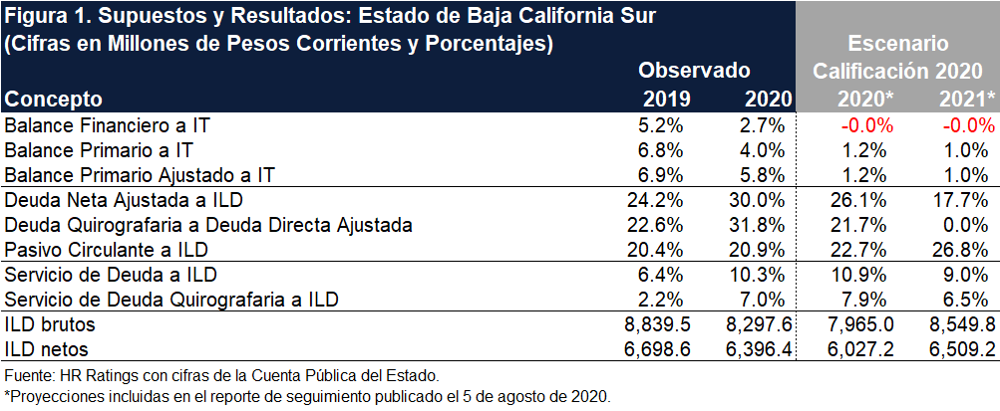 Figura 1. Supuestos y Resultados: Estado de Baja California Sur
(Cifras en Millones de Pesos Corrientes y Porcentajes)
Escenario
Observado Calificación 2020
Concepto 2019 2020 2020* 2021*
Balance Financiero a IT 5.2% 2.7% -0.0% -0.0%
Balance Primario a IT 6.8% 4.0% 1.2% 1.0%
Balance Primario Ajustado a IT 6.9% 5.8% 1.2% 1.0%
Deuda Neta Ajustada a ILD 24.2% 30.0% 26.1% 17.7%
Deuda Quirografaria a Deuda Directa Ajustada 22.6% 31.8% 21.7% 0.0%
Pasivo Circulante a ILD 20.4% 20.9% 22.7% 26.8%
Servicio de Deuda a ILD 6.4% 10.3% 10.9% 9.0%
Servicio de Deuda Quirografaria a ILD 2.2% 7.0% 7.9% 6.5%
ILD brutos 8,839.5 8,297.6 7,965.0 8,549.8
ILD netos 6,698.6 6,396.4 6,027.2 6,509.2
Fuente: HR Ratings con cifras de la Cuenta Pública del Estado.
*Proyecciones incluidas en el reporte de seguimiento publicado el 5 de agosto de 2020.